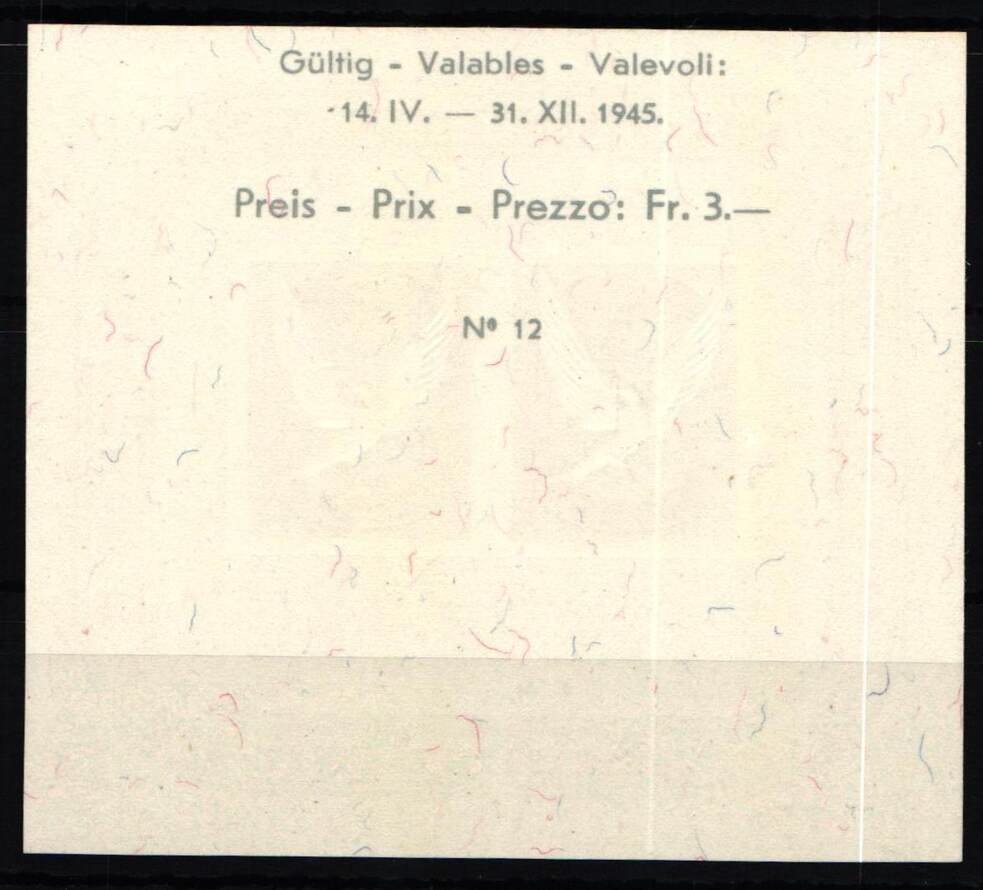 Gültig - Valables - Valevoli:
14. IV. — 31. XII. 1945.
Preis - Prix - Prezzo: Fr. 3.—
Nº 12